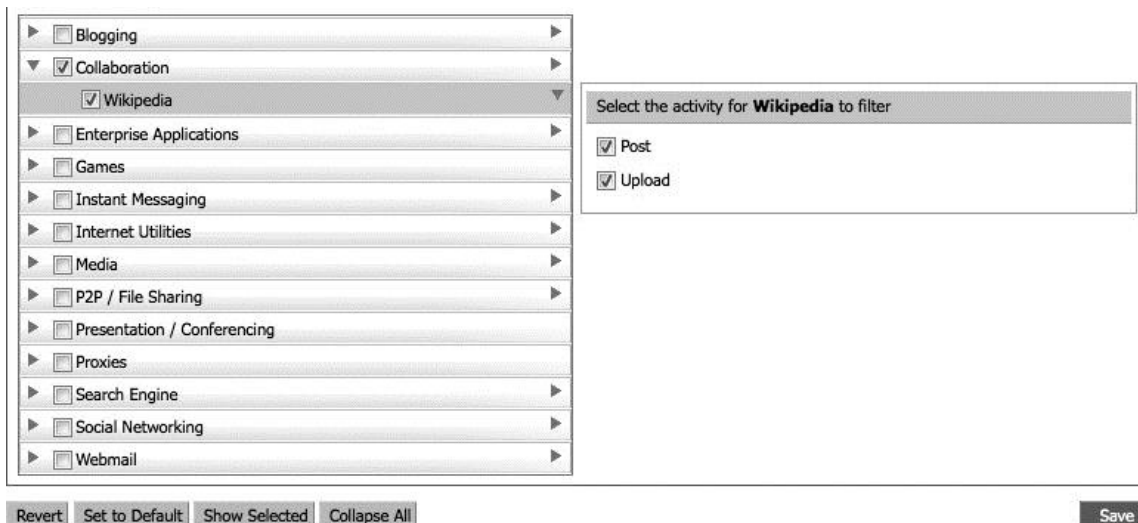 Blogging
Collaboration
Wikipedia
Enterprise Applications
Games
Instant Messaging
Internet Utilities
Media
P2P / File Sharing
Presentation / Conferencing
Proxies
Search Engine
Social Networking
Webmail
Select the activity for Wikipedia to filter
Post
Upload
Revert Set to Default Show Selected Collapse All Save